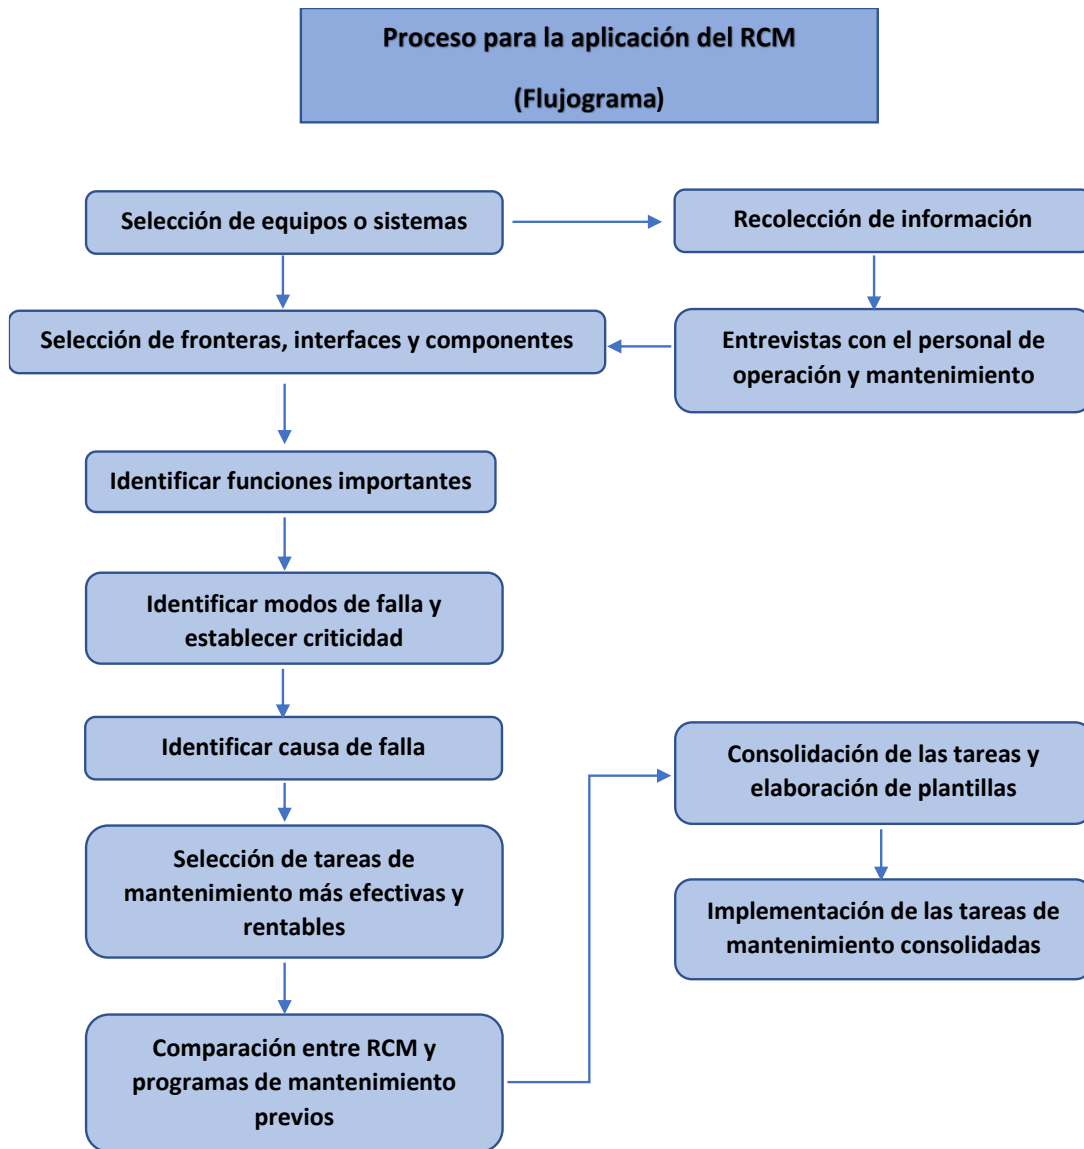 Proceso para la aplicación del RCM
(Flujograma)
Selección de equipos o sistemas
Recolección de información
Selección de fronteras, interfaces y componentes
Entrevistas con el personal de
operación y mantenimiento
Identificar funciones importantes
Identificar modos de falla y
establecer criticidad
Identificar causa de falla
Selección de tareas de
mantenimiento más efectivas y
rentables
Comparación entre RCM y
programas de mantenimiento
previos
Consolidación de las tareas y
elaboración de plantillas
Implementación de las tareas de
mantenimiento consolidadas